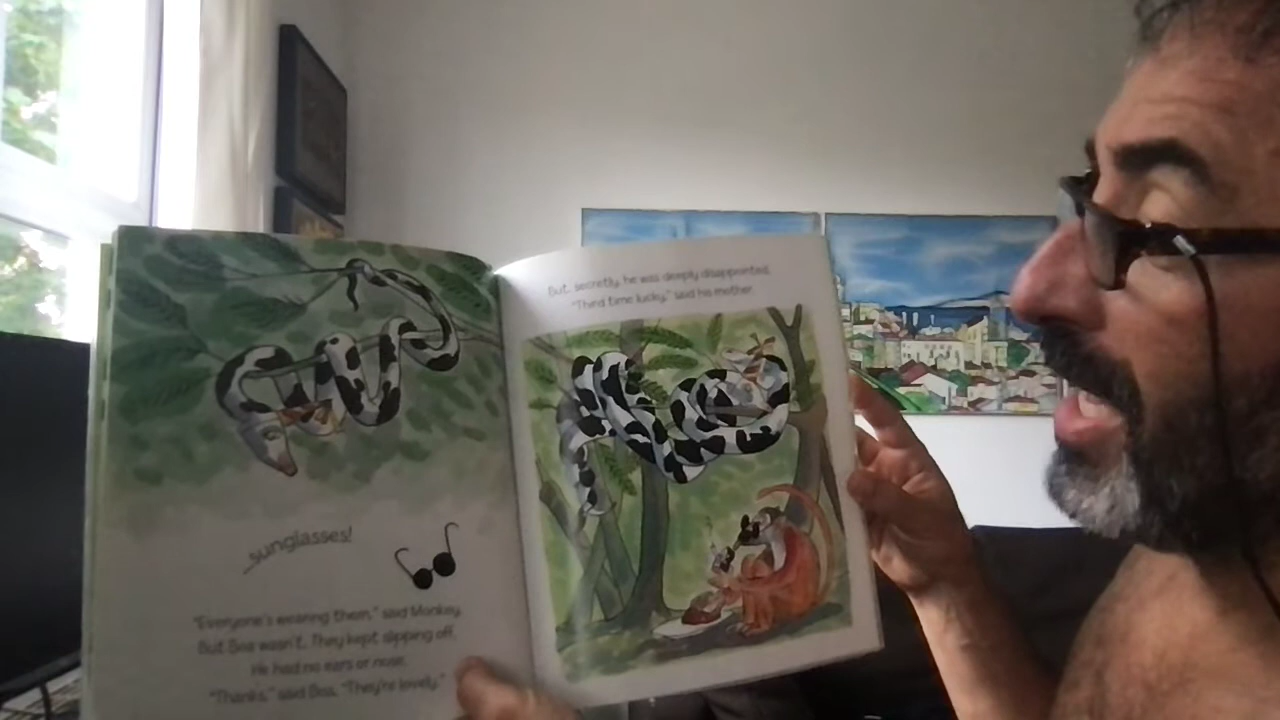 sunglasses!
"Everyone's wearing them," said Monkey.
But Boa wasn't. They kept slipping off.
He had no ears or nose.
"Thanks," said Boa. "They're lovely."
But, secretly, he was deeply disappointed.
"Third time lucky," said his mother.